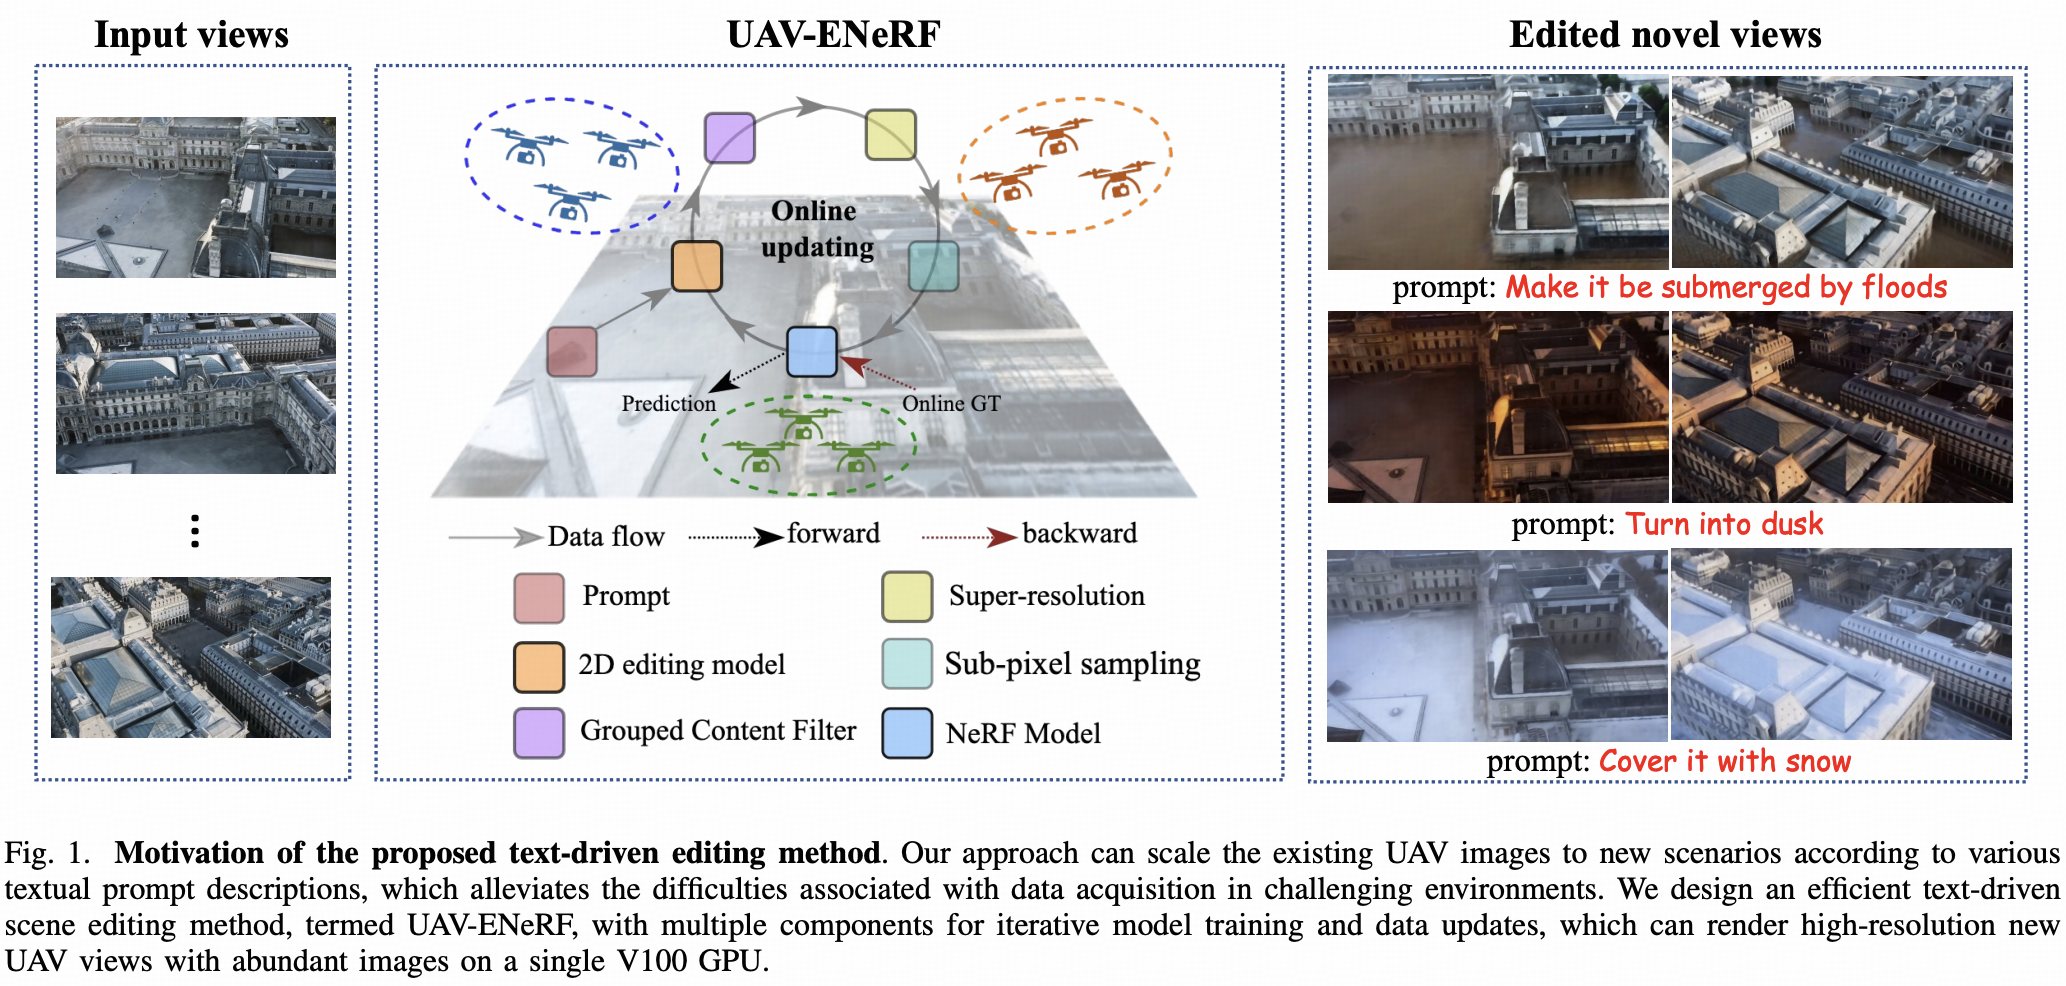 Input views
UAV-ENeRF
Online
updating
Prediction
Online GT
Data flow
forward
backward
Prompt
Super-resolution
2D editing model
Sub-pixel sampling
Grouped Content Filter
NeRF Model
Edited novel views
prompt: Make it be submerged by floods
prompt: Turn into dusk
prompt: Cover it with snow
Fig. 1. Motivation of the proposed text-driven editing method. Our approach can scale the existing UAV images to new scenarios according to various
textual prompt descriptions, which alleviates the difficulties associated with data acquisition in challenging environments. We design an efficient text-driven
scene editing method, termed UAV-ENeRF, with multiple components for iterative model training and data updates, which can render high-resolution new
UAV views with abundant images on a single V100 GPU.